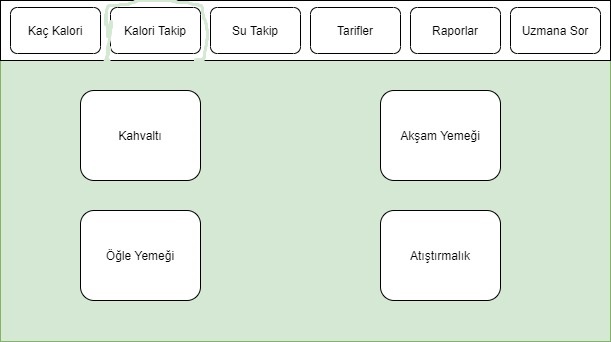 Kaç Kalori
Kalori Takip
Su Takip
Tarifler
Raporlar
Uzmana Sor
Kahvaltı
Akşam Yemeği
Öğle Yemeği
Atıştırmalık